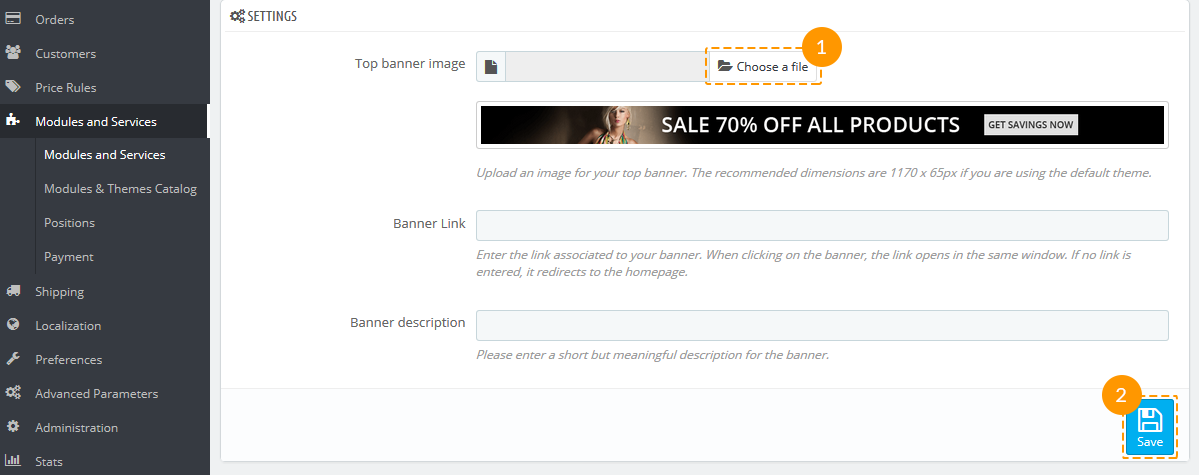 Orders
Customers
Price Rules
Modules and Services
Modules and Services
Modules & Themes Catalog
Positions
Payment
Shipping
Localization
Preferences
Advanced Parameters
Administration
Stats
SETTINGS
Top banner image
Choose a file
1
SALE 70% OFF ALL PRODUCTS
GET SAVINGS NOW
Upload an image for your top banner. The recommended dimensions are 1170 x 65px if you are using the default theme.
Banner Link
Enter the link associated to your banner. When clicking on the banner, the link opens in the same window. If no link is
entered, it redirects to the homepage.
Banner description
Please enter a short but meaningful description for the banner.
2
Save